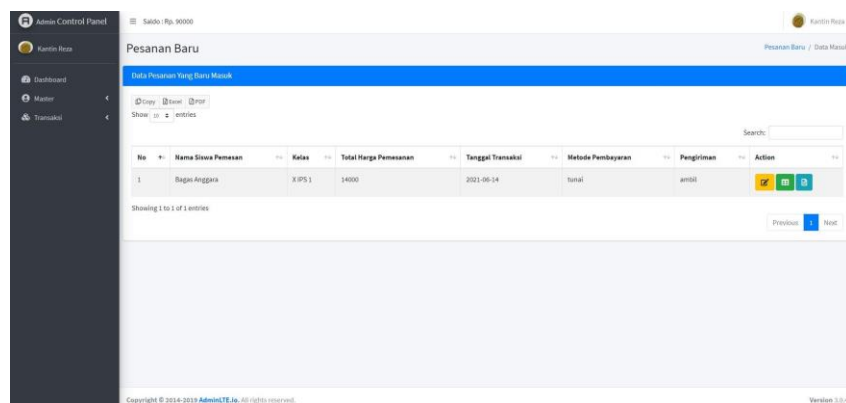 Admin Control Panel
Saldo : Rp. 90000
Kantin Reza
Kantin Reza
Pesanan Baru
Pesanan Baru / Data Masuk
Dashboard
Master
Transaksi
Data Pesanan Yang Baru Masuk
Copy Excel PDF
Show 10 entries
Search:
No Nama Siswa Pemesan Kelas Total Harga Pemesanan Tanggal Transaksi Metode Pembayaran Pengiriman Action
1 Bagas Anggara X IPS 1 14000 2021-06-14 tunai ambil
Showing 1 to 1 of 1 entries
Previous 1 Next
Copyright © 2014-2019 AdminLTE.io. All rights reserved.
Version